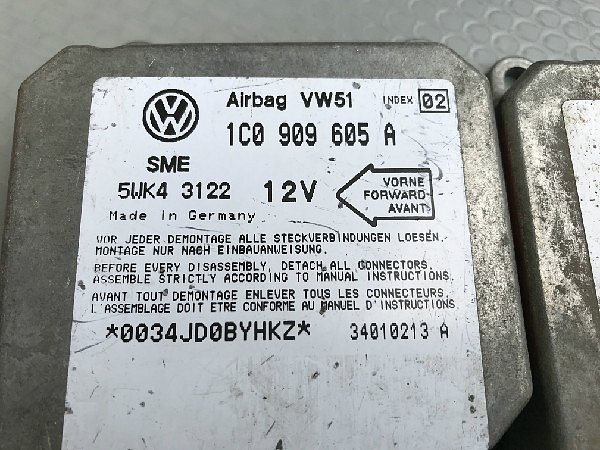 Airbag VW51 INDEX 02
1C0 909 605 A
SME
5WK4 3122 12V
VORNE
FORWARD
AVANT
Made in Germany
VOR JEDER DEMONTAGE ALLE STECKVERBINDUNGEN LOESEN.
MONTAGE NUR NACH EINBAUANWEISUNG.
BEFORE EVERY DISASSEMBLY, DETACH ALL CONNECTORS.
ASSEMBLE STRICTLY ACCORDING TO MANUAL INSTRUCTIONS.
AVANT TOUT DEMONTAGE ENLEVER TOUS LES CONNECTEURS.
L'ASSEMBLAGE DOIT ETRE CONFORME AU MANUEL D'INSTRUCTIONS
*0034JD0BYHKZ* 34010213 A